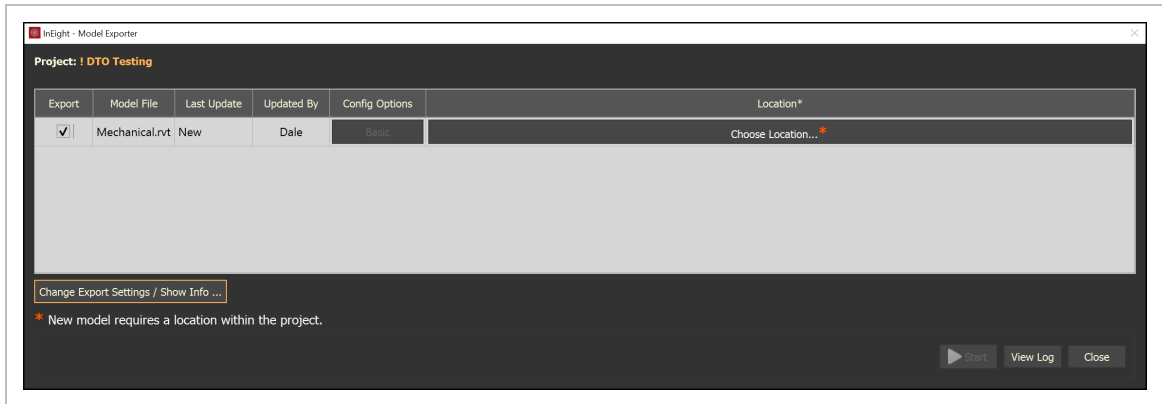 InEight - Model Exporter
Project: ! DTO Testing
Export Model File Last Update Updated By Config Options Location*
Mechanical.rvt New Dale Basic Choose Location...*
Change Export Settings / Show Info ...
* New model requires a location within the project.
Start View Log Close